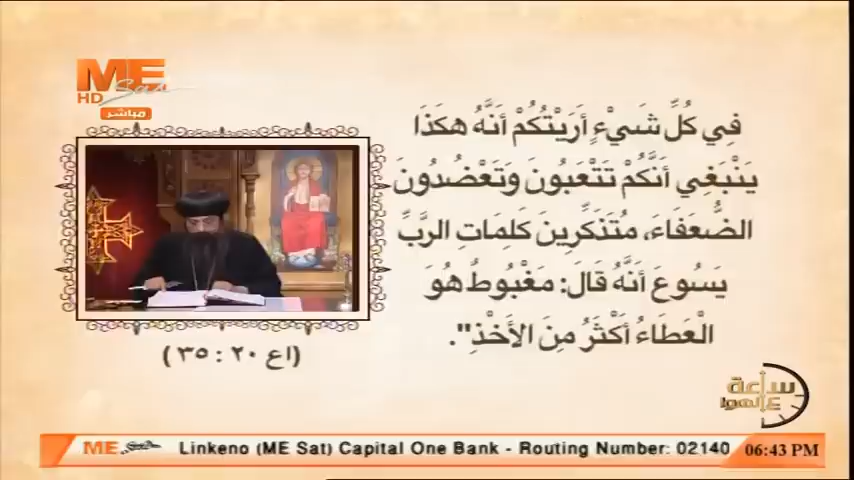 ME Sat
HD
مباشر
فِي كُلِّ شَيْءٍ أَرَيْتُكُمْ أَنَّهُ هكَذَا
يَنْبَغِي أَنَّكُمْ تَتْعَبُونَ وَتَعْضُدُونَ
الضُّعَفَاءَ، مُتَذَكِّرِينَ كَلِمَاتِ الرَّبِّ
يَسُوعَ أَنَّهُ قَالَ: مَغْبُوطٌ هُوَ
الْعَطَاءُ أَكْثَرُ مِنَ الأَخْذِ".
(اع ٢٠ : ٣٥)
ساعة
عالهوا
ME Sat Linkeno (ME Sat) Capital One Bank - Routing Number: 02140 06:43 PM